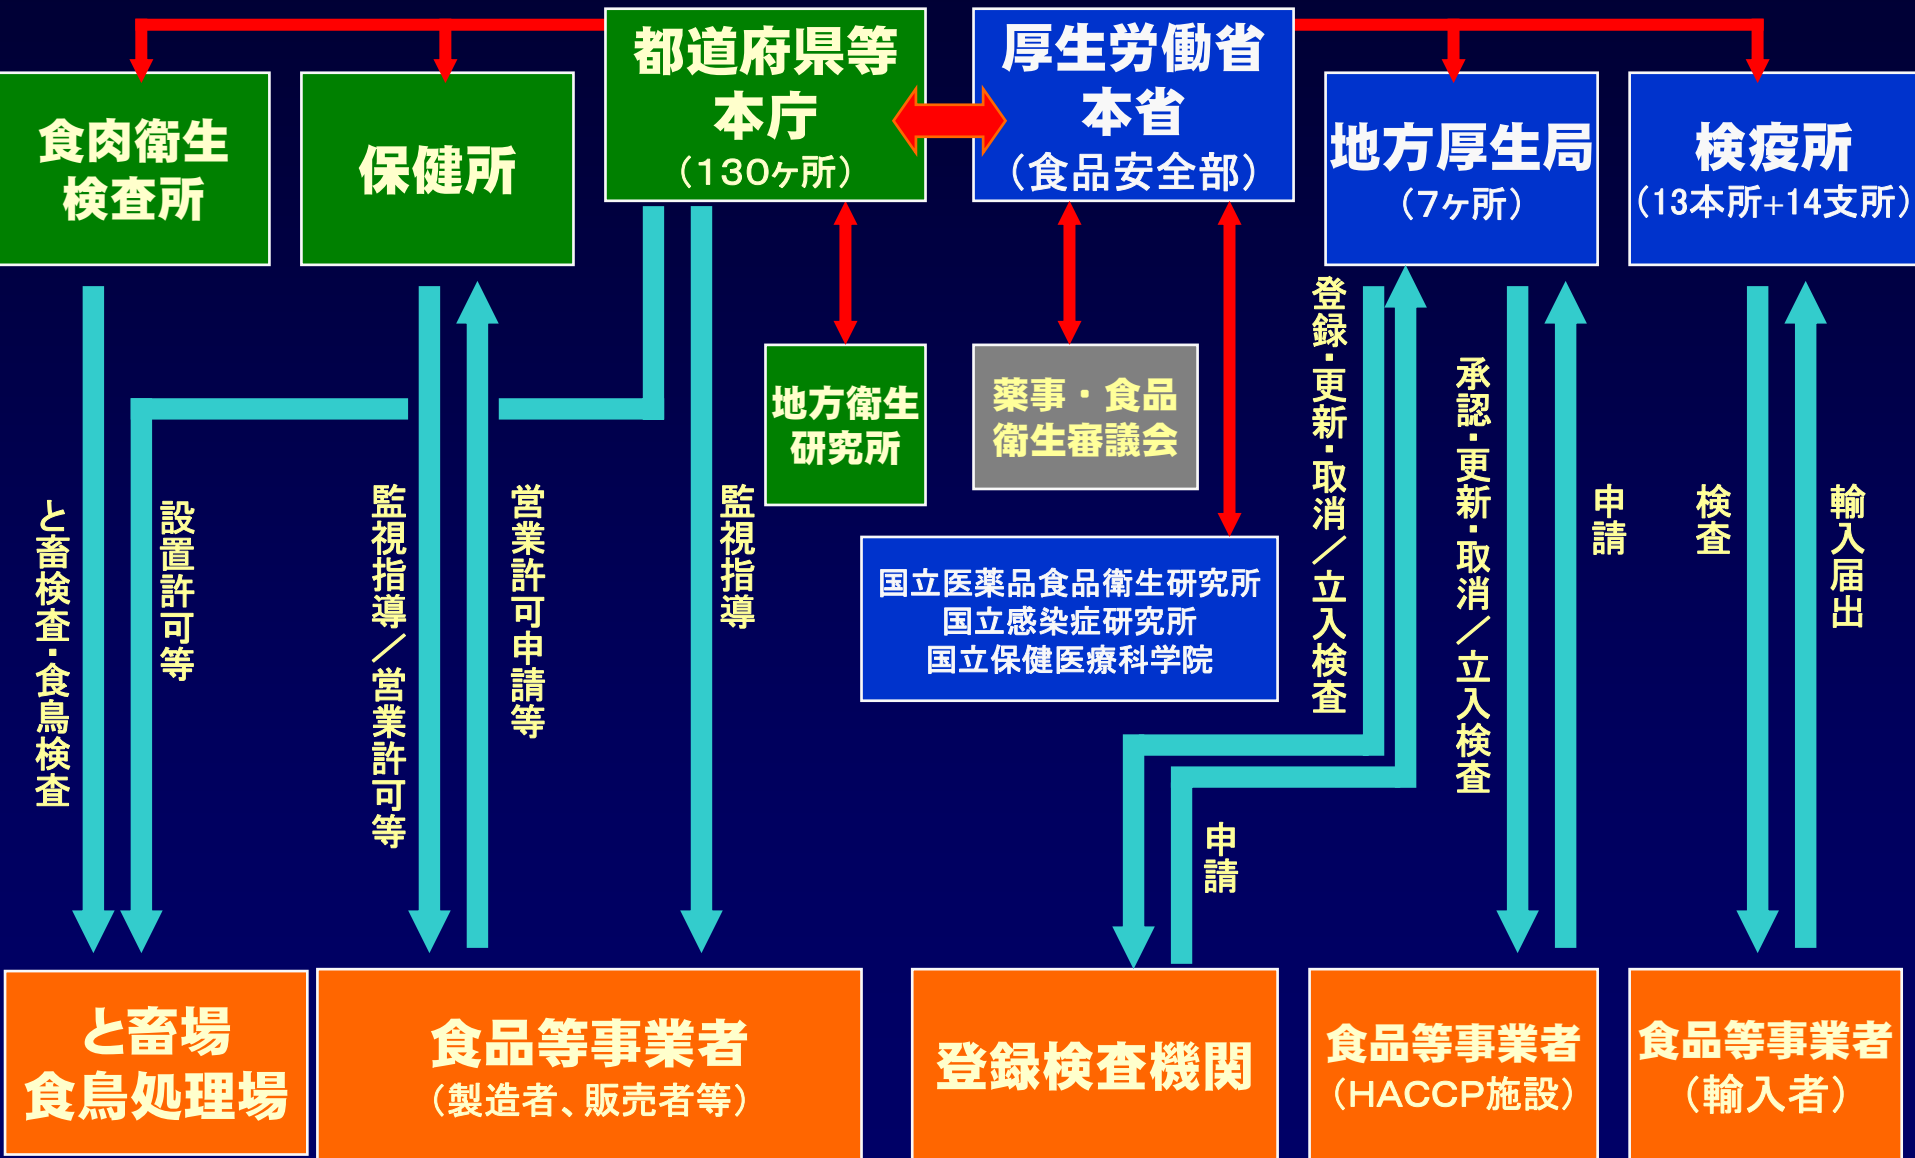 都道府県等
本庁
（130ヶ所）
厚生労働省
本省
（食品安全部）
食肉衛生
検査所
保健所
地方厚生局
（7ヶ所）
検疫所
（13本所+14支所）
地方衛生
研究所
薬事・食品
衛生審議会
国立医薬品食品衛生研究所
国立感染症研究所
国立保健医療科学院
と畜検査・食鳥検査
設置許可等
監視指導／営業許可等
営業許可申請等
監視指導
登録・更新・取消／立入検査
申請
承認・更新・取消／立入検査
申請
検査
輸入届出
と畜場
食鳥処理場
食品等事業者
（製造者、販売者等）
登録検査機関
食品等事業者
（HACCP施設）
食品等事業者
（輸入者）